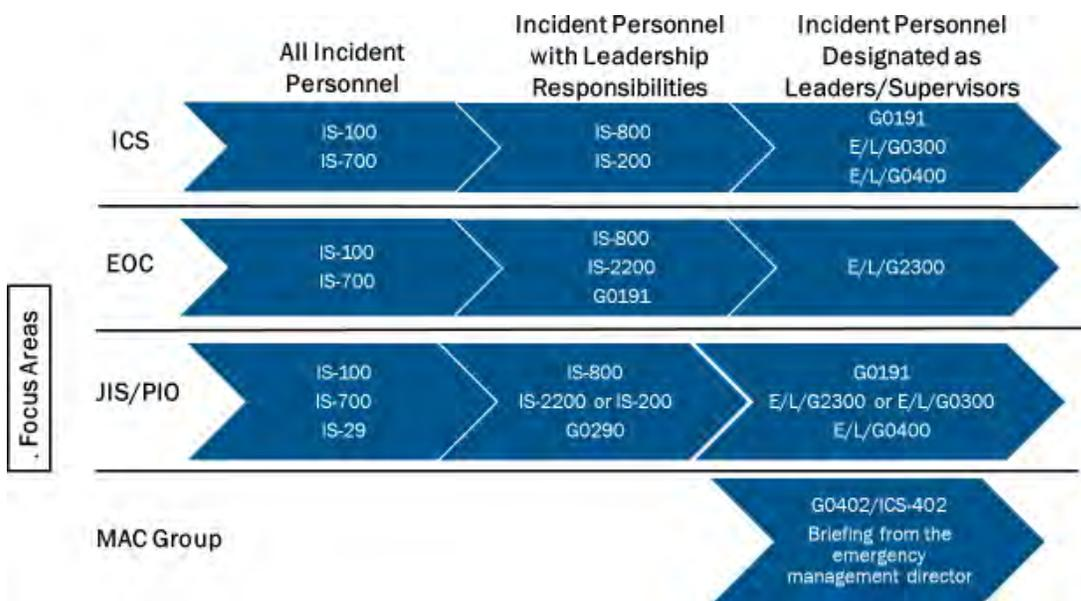 All Incident
Personnel
Incident Personnel
with Leadership
Responsibilities
Incident Personnel
Designated as
Leaders/Supervisors
ICS
IS-100
IS-700
IS-800
IS-200
G0191
E/L/G0300
E/L/G0400
EOC
IS-100
IS-700
IS-800
IS-2200
G0191
E/L/G2300
. Focus Areas
JIS/PIO
IS-100
IS-700
IS-29
IS-800
IS-2200 or IS-200
G0290
G0191
E/L/G2300 or E/L/G0300
E/L/G0400
MAC Group
G0402/ICS-402
Briefing from the
emergency
management director